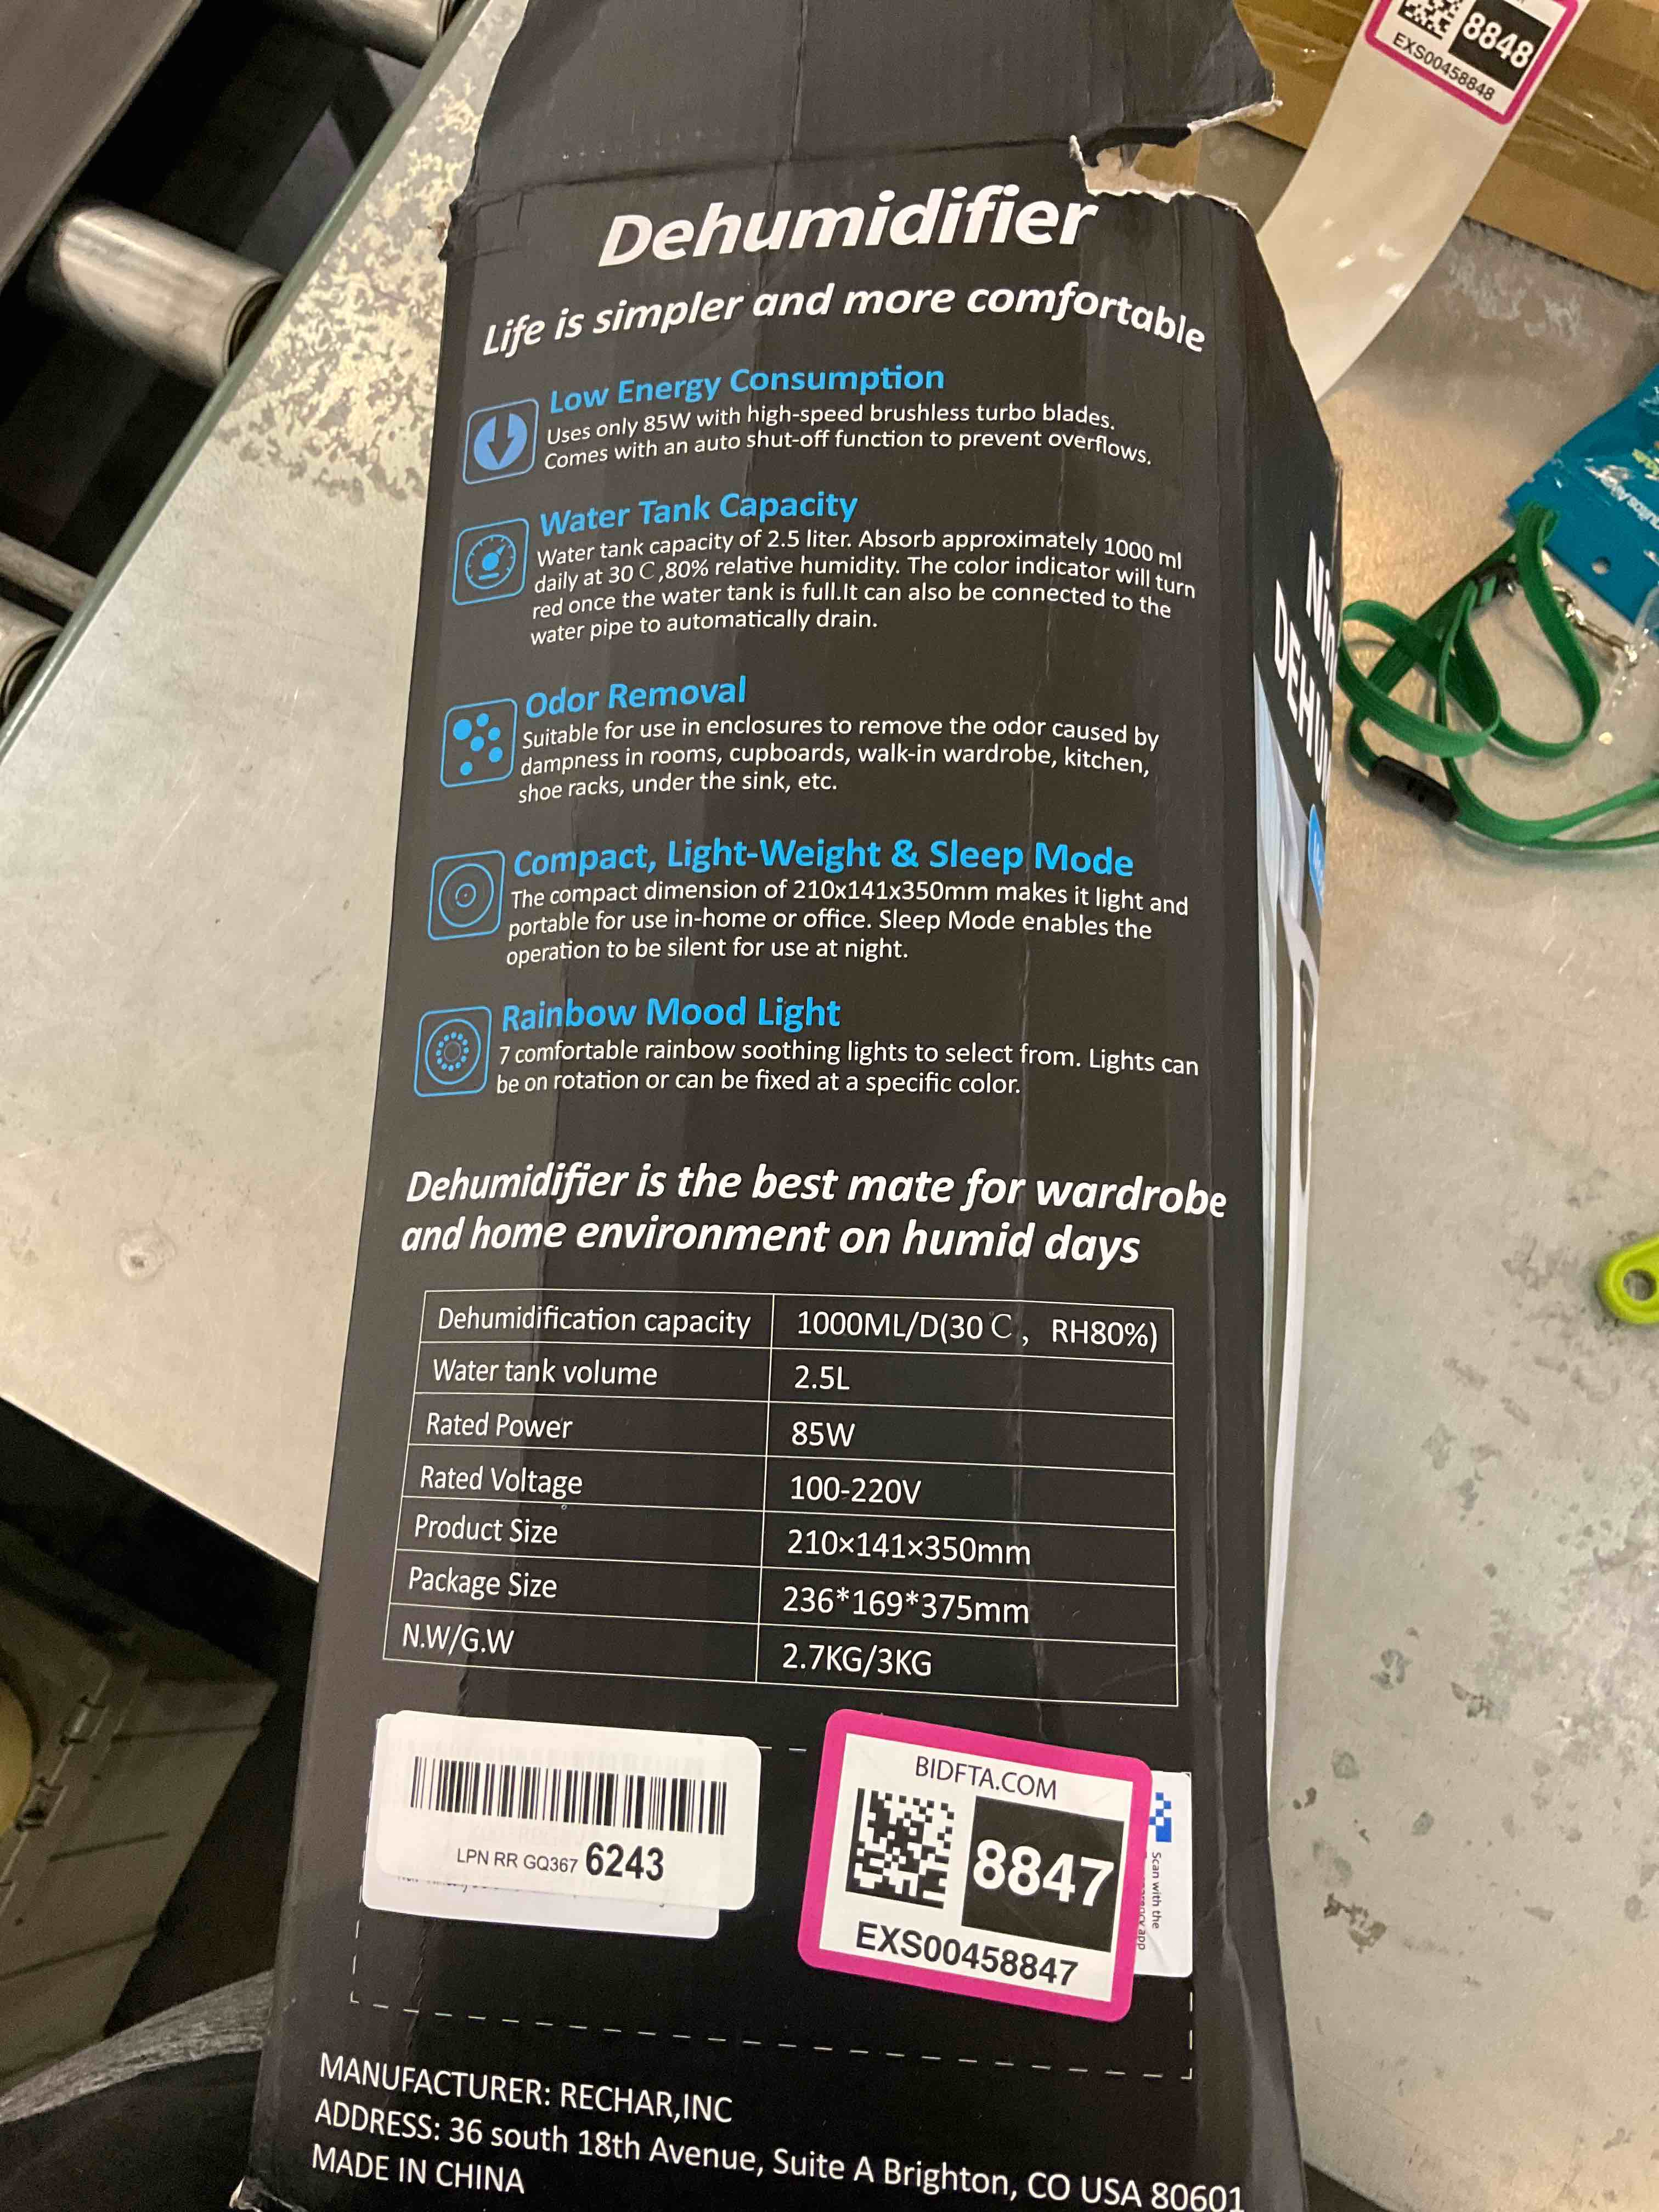 8848
EXS00458848
Dehumidifier
Life is simpler and more comfortable
Low Energy Consumption
Uses only 85W with high-speed brushless turbo blades.
Comes with an auto shut-off function to prevent overflows.
Water Tank Capacity
Water tank capacity of 2.5 liter. Absorb approximately 1000 ml
daily at 30℃,80% relative humidity. The color indicator will turn
red once the water tank is full.It can also be connected to the
water pipe to automatically drain.
Odor Removal
Suitable for use in enclosures to remove the odor caused by
dampness in rooms, cupboards, walk-in wardrobe, kitchen,
shoe racks, under the sink, etc.
Compact, Light-Weight & Sleep Mode
The compact dimension of 210x141x350mm makes it light and
portable for use in-home or office. Sleep Mode enables the
operation to be silent for use at night.
Rainbow Mood Light
7 comfortable rainbow soothing lights to select from. Lights can
be on rotation or can be fixed at a specific color.
Dehumidifier is the best mate for wardrobe
and home environment on humid days
Dehumidification capacity 1000ML/D(30℃, RH80%)
Water tank volume 2.5L
Rated Power 85W
Rated Voltage 100-220V
Product Size 210×141×350mm
Package Size 236*169*375mm
N.W/G.W 2.7KG/3KG
LPN RR GQ367 6243
BIDFTA.COM
8847
EXS00458847
Scan with the
app
MANUFACTURER: RECHAR,INC
ADDRESS: 36 south 18th Avenue, Suite A Brighton, CO USA 80601
MADE IN CHINA